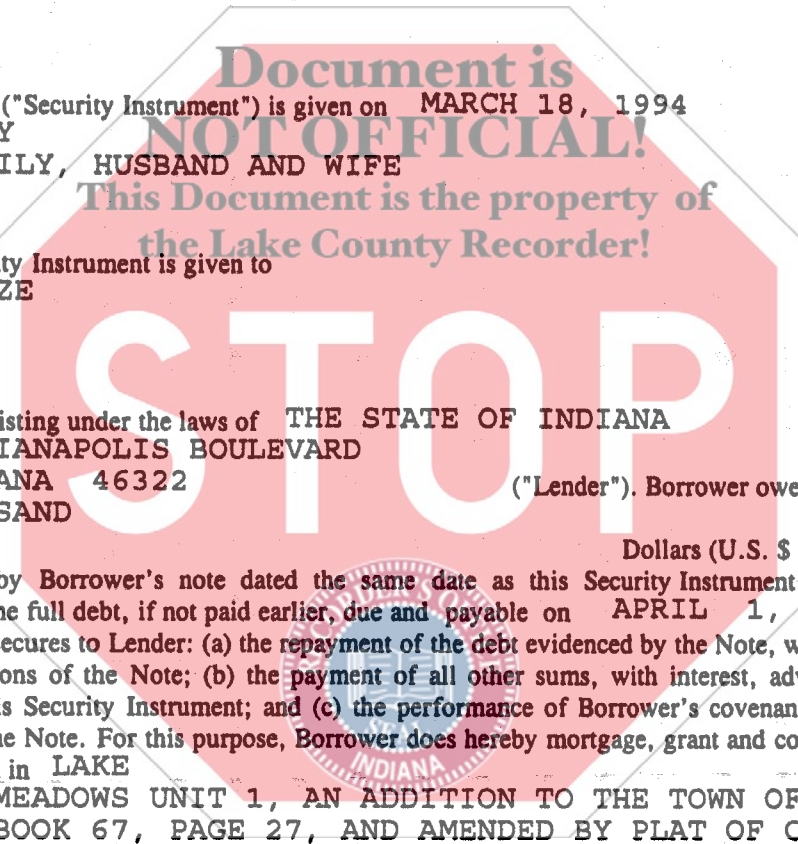 Document is
("Security Instrument") is given on MARCH 18, 1994
Y
NOT OFFICIAL!
ILY, HUSBAND AND WIFE
This Document is the property of
the Lake County Recorder!
ty Instrument is given to
ZE
STOP
isting under the laws of THE STATE OF INDIANA
IANAPOLIS BOULEVARD
ANA 46322 ("Lender"). Borrower owe
SAND
Dollars (U.S. $
by Borrower's note dated the same date as this Security Instrument
he full debt, if not paid earlier, due and payable on APRIL 1,
secures to Lender: (a) the repayment of the debt evidenced by the Note, w
ons of the Note; (b) the payment of all other sums, with interest, adv
is Security Instrument; and (c) the performance of Borrower's covenan
he Note. For this purpose, Borrower does hereby mortgage, grant and co
in LAKE
RECORDER'S OF
SEAL
INDIANA
MEADOWS UNIT 1, AN ADDITION TO THE TOWN OF
BOOK 67, PAGE 27, AND AMENDED BY PLAT OF C